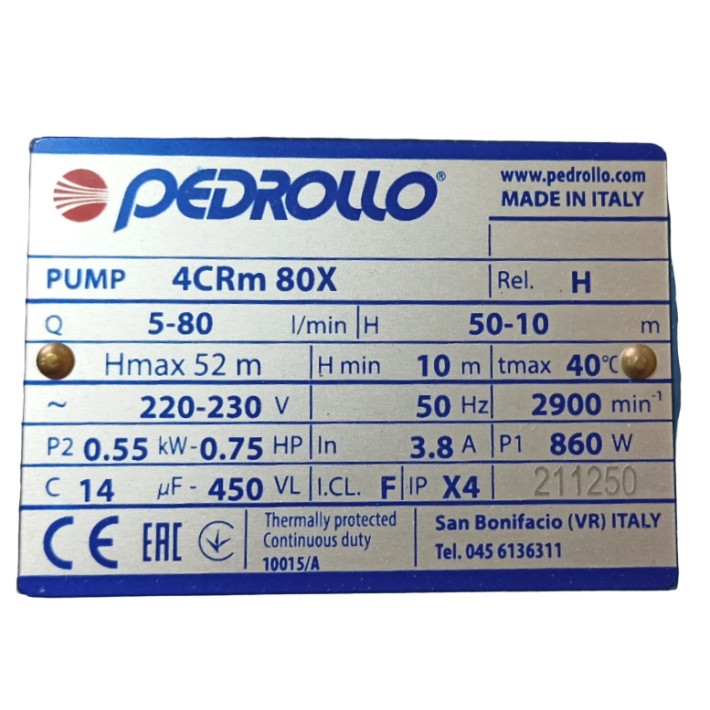 PEDROLLO®
www.pedrollo.com
MADE IN ITALY
PUMP 4CRm 80X Rel. H
Q 5-80 l/min H 50-10 m
Hmax 52 m H min 10 m tmax 40°C
~ 220-230 V 50 Hz 2900 min⁻¹
P2 0.55 kW-0.75 HP In 3.8 A P1 860 W
C 14 µF - 450 VL I.CL. F IP X4 211250
CE EAC
Thermally protected
Continuous duty
10015/A
San Bonifacio (VR) ITALY
Tel. 045 6136311